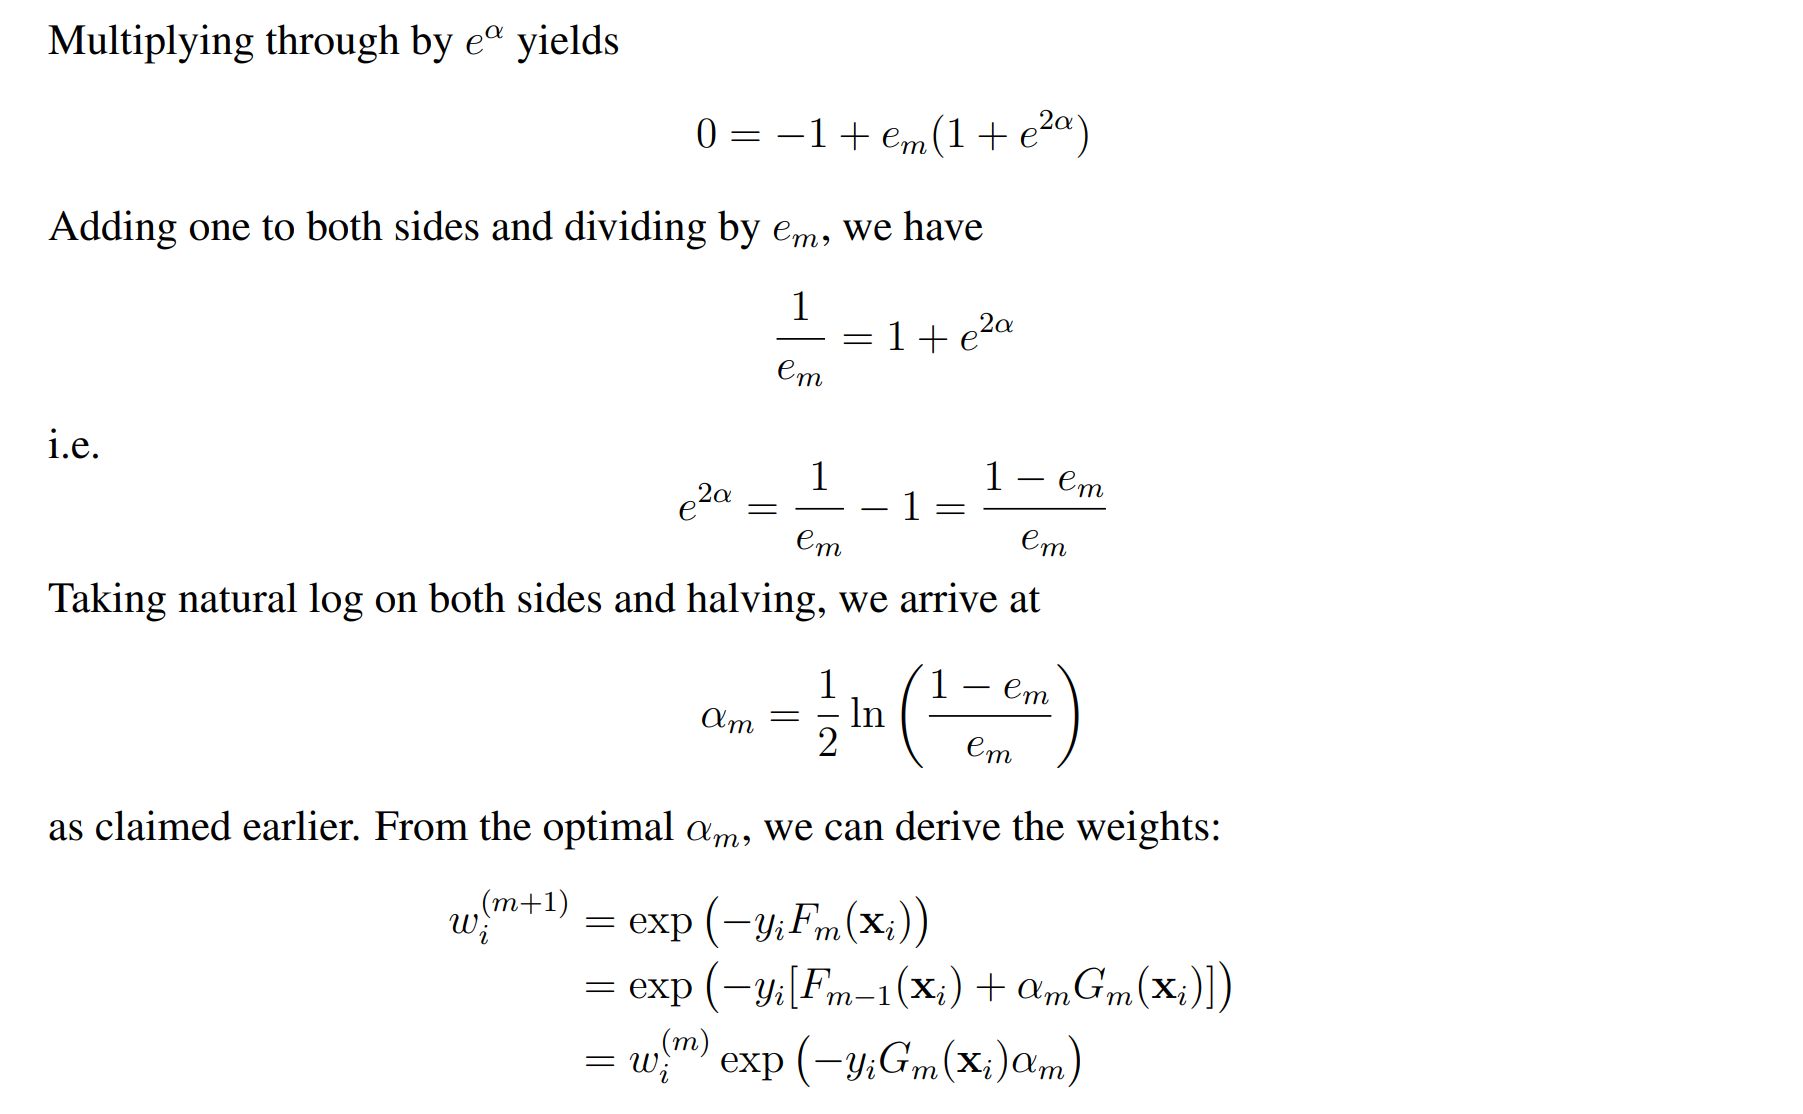 Multiplying through by $e^{\alpha}$ yields
$$0 = -1 + e_m(1 + e^{2\alpha})$$
Adding one to both sides and dividing by $e_m$, we have
$$\frac{1}{e_m} = 1 + e^{2\alpha}$$
i.e.
$$e^{2\alpha} = \frac{1}{e_m} - 1 = \frac{1 - e_m}{e_m}$$
Taking natural log on both sides and halving, we arrive at
$$\alpha_m = \frac{1}{2} \ln \left( \frac{1 - e_m}{e_m} \right)$$
as claimed earlier. From the optimal $\alpha_m$, we can derive the weights:
$$w_i^{(m+1)} = \exp\left(-y_i F_m(\mathbf{x}_i)\right)$$
$$= \exp\left(-y_i[F_{m-1}(\mathbf{x}_i) + \alpha_m G_m(\mathbf{x}_i)]\right)$$
$$= w_i^{(m)} \exp\left(-y_i G_m(\mathbf{x}_i)\alpha_m\right)$$